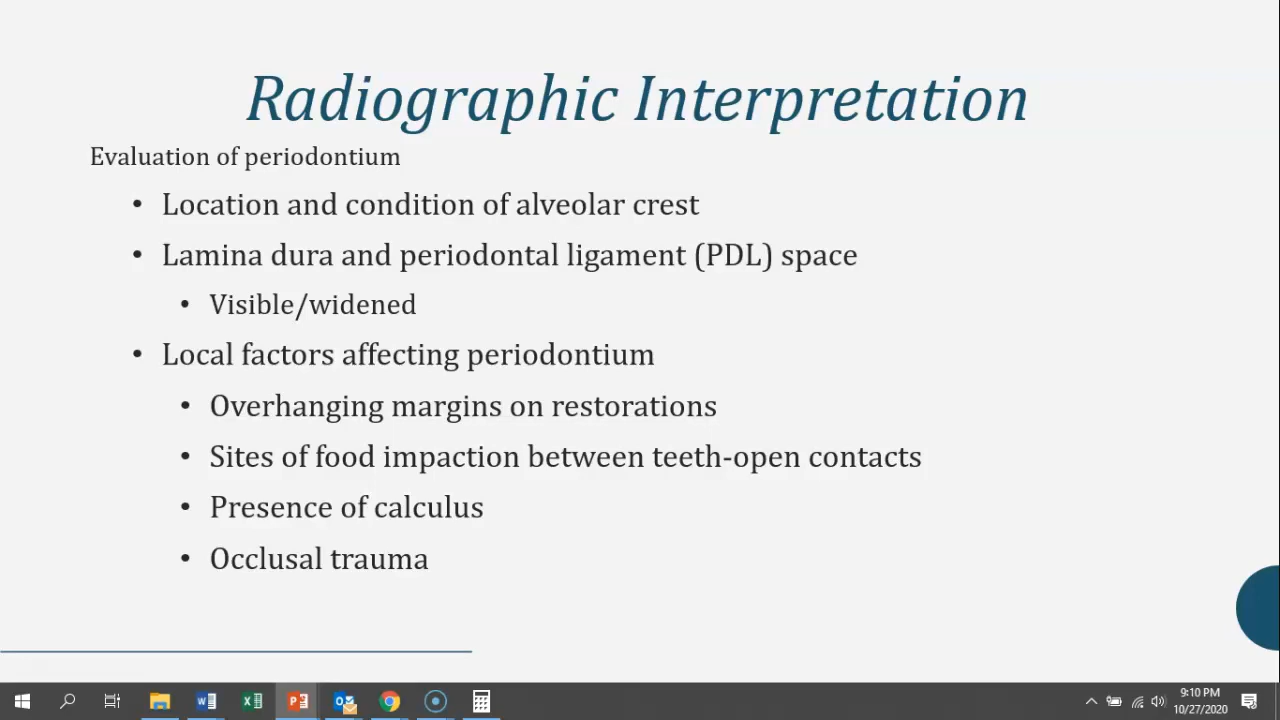 Radiographic Interpretation
Evaluation of periodontium
• Location and condition of alveolar crest
• Lamina dura and periodontal ligament (PDL) space
• Visible/widened
• Local factors affecting periodontium
• Overhanging margins on restorations
• Sites of food impaction between teeth-open contacts
• Presence of calculus
• Occlusal trauma
9:10 PM
10/27/2020